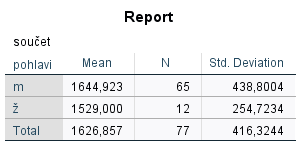 Report
součet
pohlavi Mean N Std. Deviation
m 1644,923 65 438,8004
ž 1529,000 12 254,7234
Total 1626,857 77 416,3244